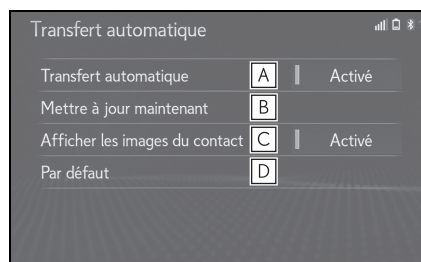 Transfert automatique
Transfert automatique A Activé
Mettre à jour maintenant B
Afficher les images du contact C Activé
Par défaut D